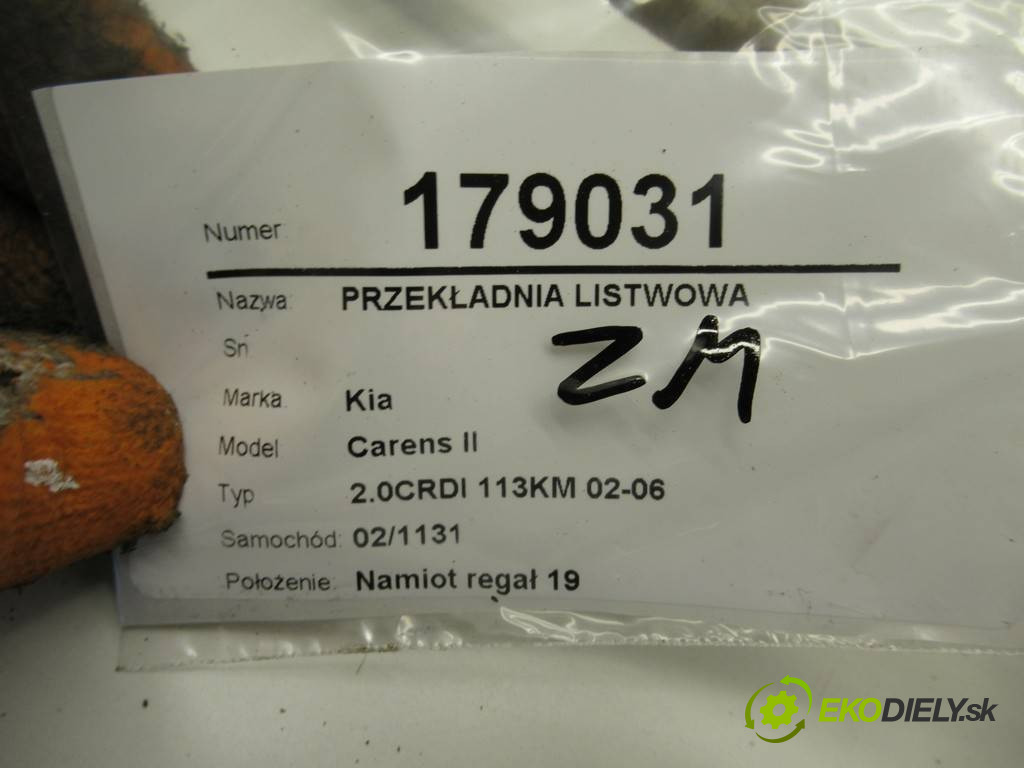 Numer: 179031
Nazwa: PRZEKŁADNIA LISTWOWA
Sn
ZM
Marka: Kia
Model Carens II
Typ 2.0CRDI 113KM 02-06
Samochód: 02/1131
Położenie: Namiot regał 19
EKODIELY.sk